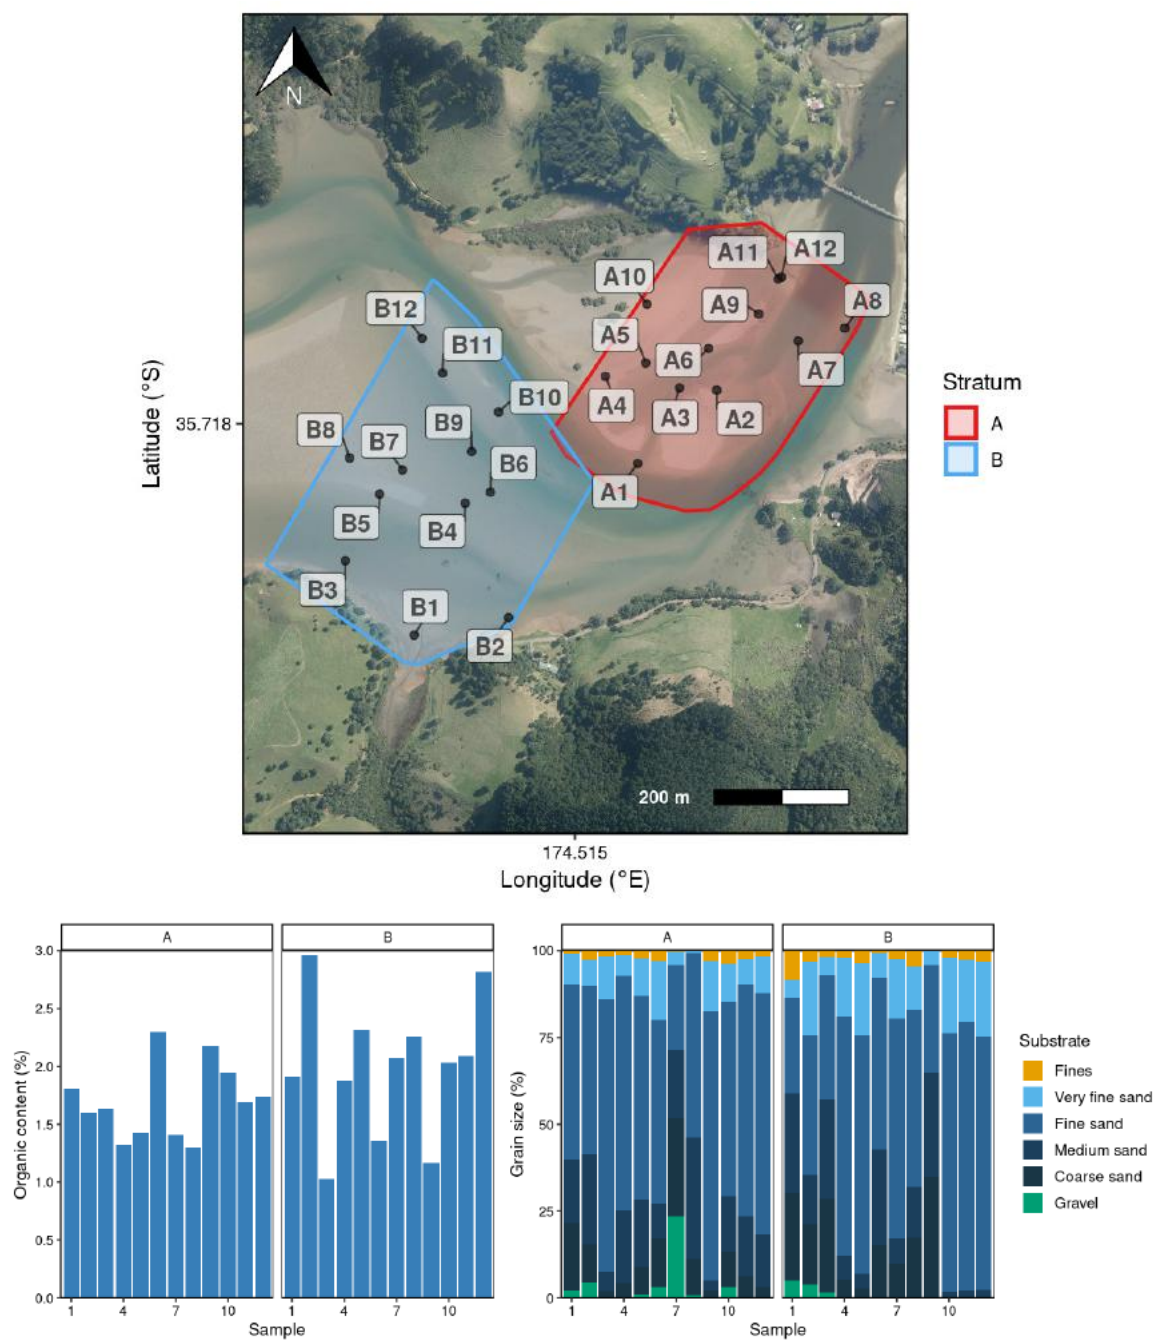 N
A11
A12
A10
A9
A8
B12
A5
A6
B11
A7
B10
A4
A3
A2
Latitude (°S)
35.718
B8
B7
B9
B6
A1
B5
B4
B3
B1
B2
200 m
174.515
Longitude (°E)
Stratum
A
B
A
B
3.0
2.5
2.0
1.5
1.0
0.5
0.0
Organic content (%)
1 4 7 10 1 4 7 10
Sample
A
B
100
75
50
25
0
Grain size (%)
1 4 7 10 1 4 7 10
Sample
Substrate
Fines
Very fine sand
Fine sand
Medium sand
Coarse sand
Gravel